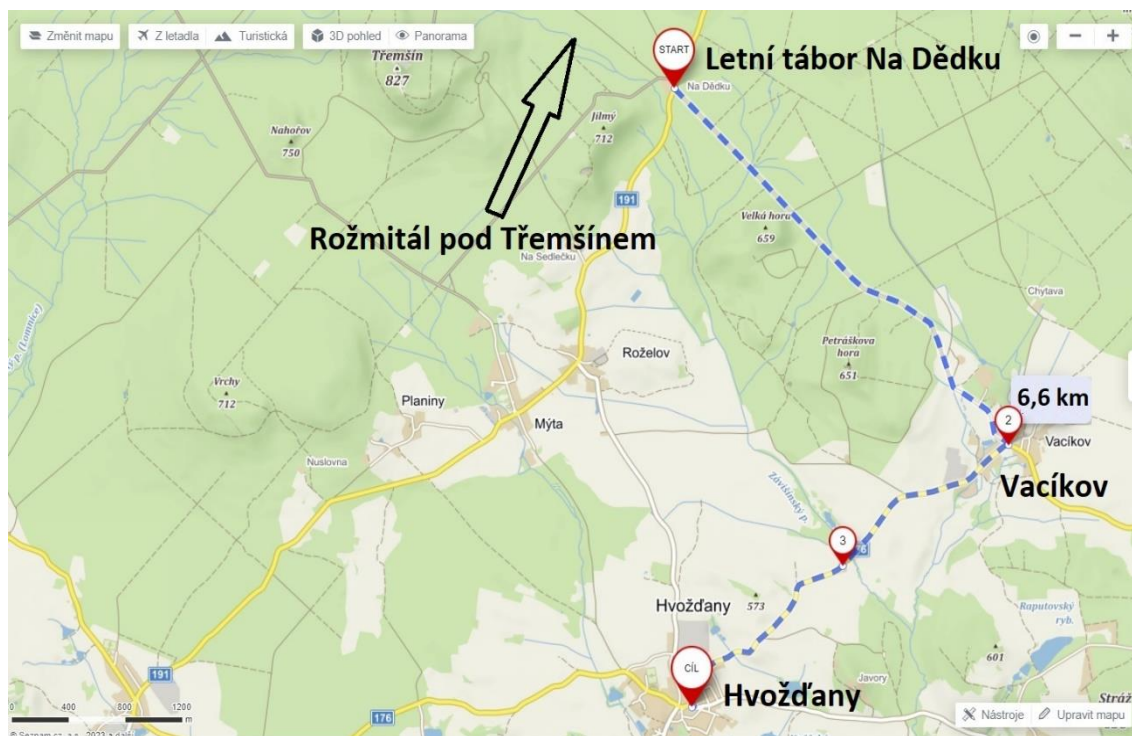 Změnit mapu
Z letadla
Turistická
3D pohled
Panorama
START
Letní tábor Na Dědku
Na Dědku
Třemšín
827
Nahořov
750
Jílmý
712
191
Rožmitál pod Třemšínem
Na Sedlečku
Velká hora
659
Chytava
Roželov
Petráškova
hora
651
Vrchy
712
Planiny
Mýta
6,6 km
2
Vacíkov
Vacíkov
Nuslovna
Závišínský p.
3
Hvožďany
573
Raputovský
ryb.
601
CÍL
Hvožďany
Javory
191
176
0 400 800 1200
m
Nástroje
Upravit mapu